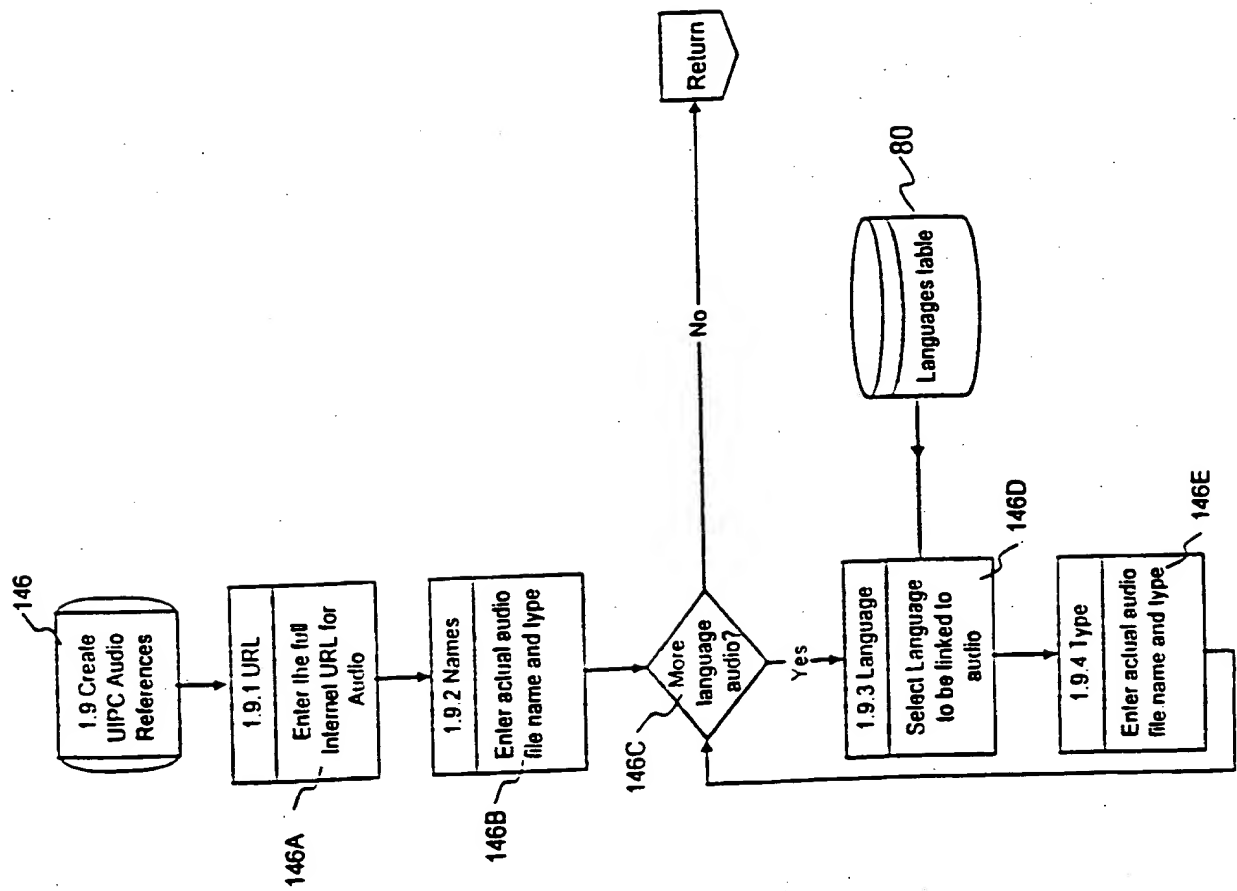 146
1.9 Create
UIPC Audio
References
1.9.1 URL
Enter the full
Internet URL for
Audio
146A
1.9.2 Names
Enter actual audio
file name and type
146B
More
language
audio?
146C
No
Return
Yes
1.9.3 Language
Select Language
to be linked to
audio
146D
Languages table
80
1.9.4 Type
Enter actual audio
file name and type
146E